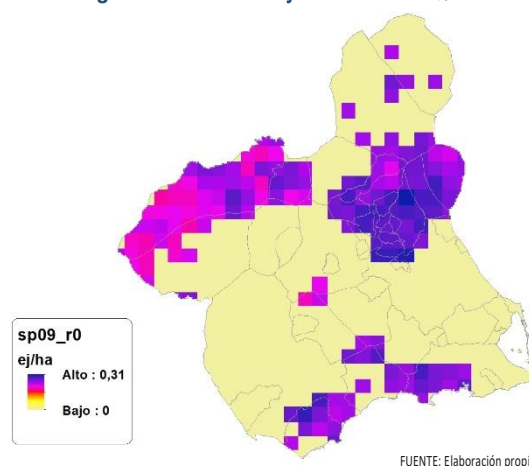 sp09_r0
ej/ha
Alto : 0,31
Bajo : 0
FUENTE: Elaboración propi